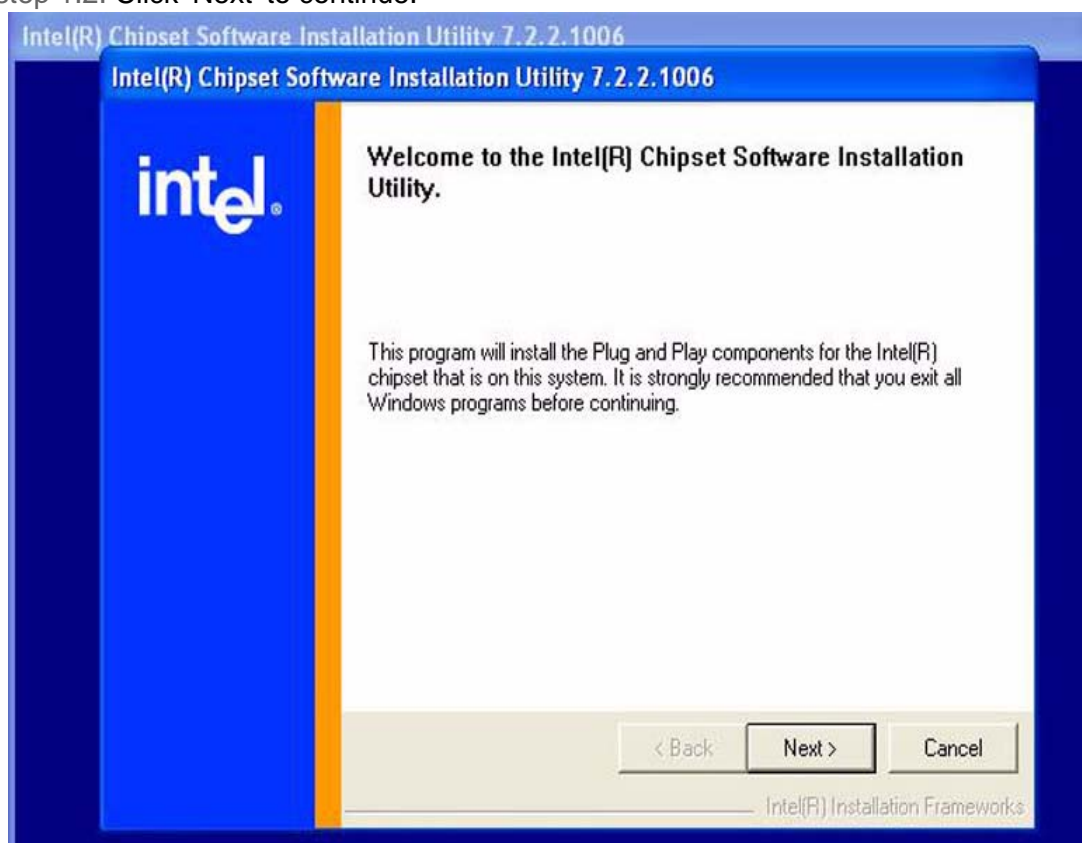 step 1.2. Click 'Next' to continue.
Intel(R) Chipset Software Installation Utility 7.2.2.1006
Intel(R) Chipset Software Installation Utility 7.2.2.1006
intel®
Welcome to the Intel(R) Chipset Software Installation
Utility.
This program will install the Plug and Play components for the Intel(R)
chipset that is on this system. It is strongly recommended that you exit all
Windows programs before continuing.
< Back
Next >
Cancel
Intel(R) Installation Frameworks